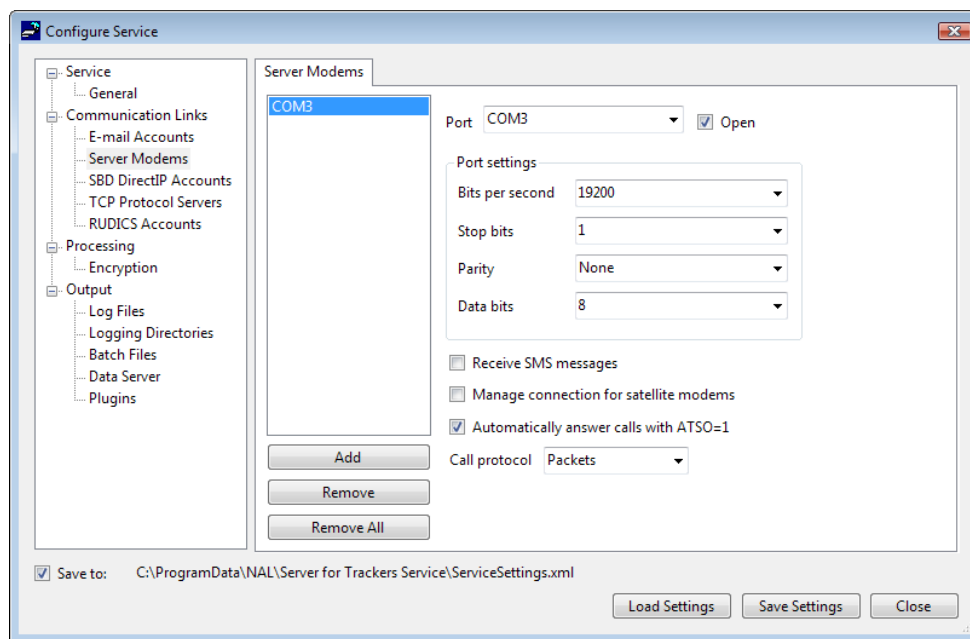 Configure Service
Service
General
Communication Links
E-mail Accounts
Server Modems
SBD DirectIP Accounts
TCP Protocol Servers
RUDICS Accounts
Processing
Encryption
Output
Log Files
Logging Directories
Batch Files
Data Server
Plugins
Server Modems
COM3
Add
Remove
Remove All
Port COM3 Open
Port settings
Bits per second 19200
Stop bits 1
Parity None
Data bits 8
Receive SMS messages
Manage connection for satellite modems
Automatically answer calls with ATSO=1
Call protocol Packets
Save to: C:\ProgramData\NAL\Server for Trackers Service\ServiceSettings.xml
Load Settings Save Settings Close